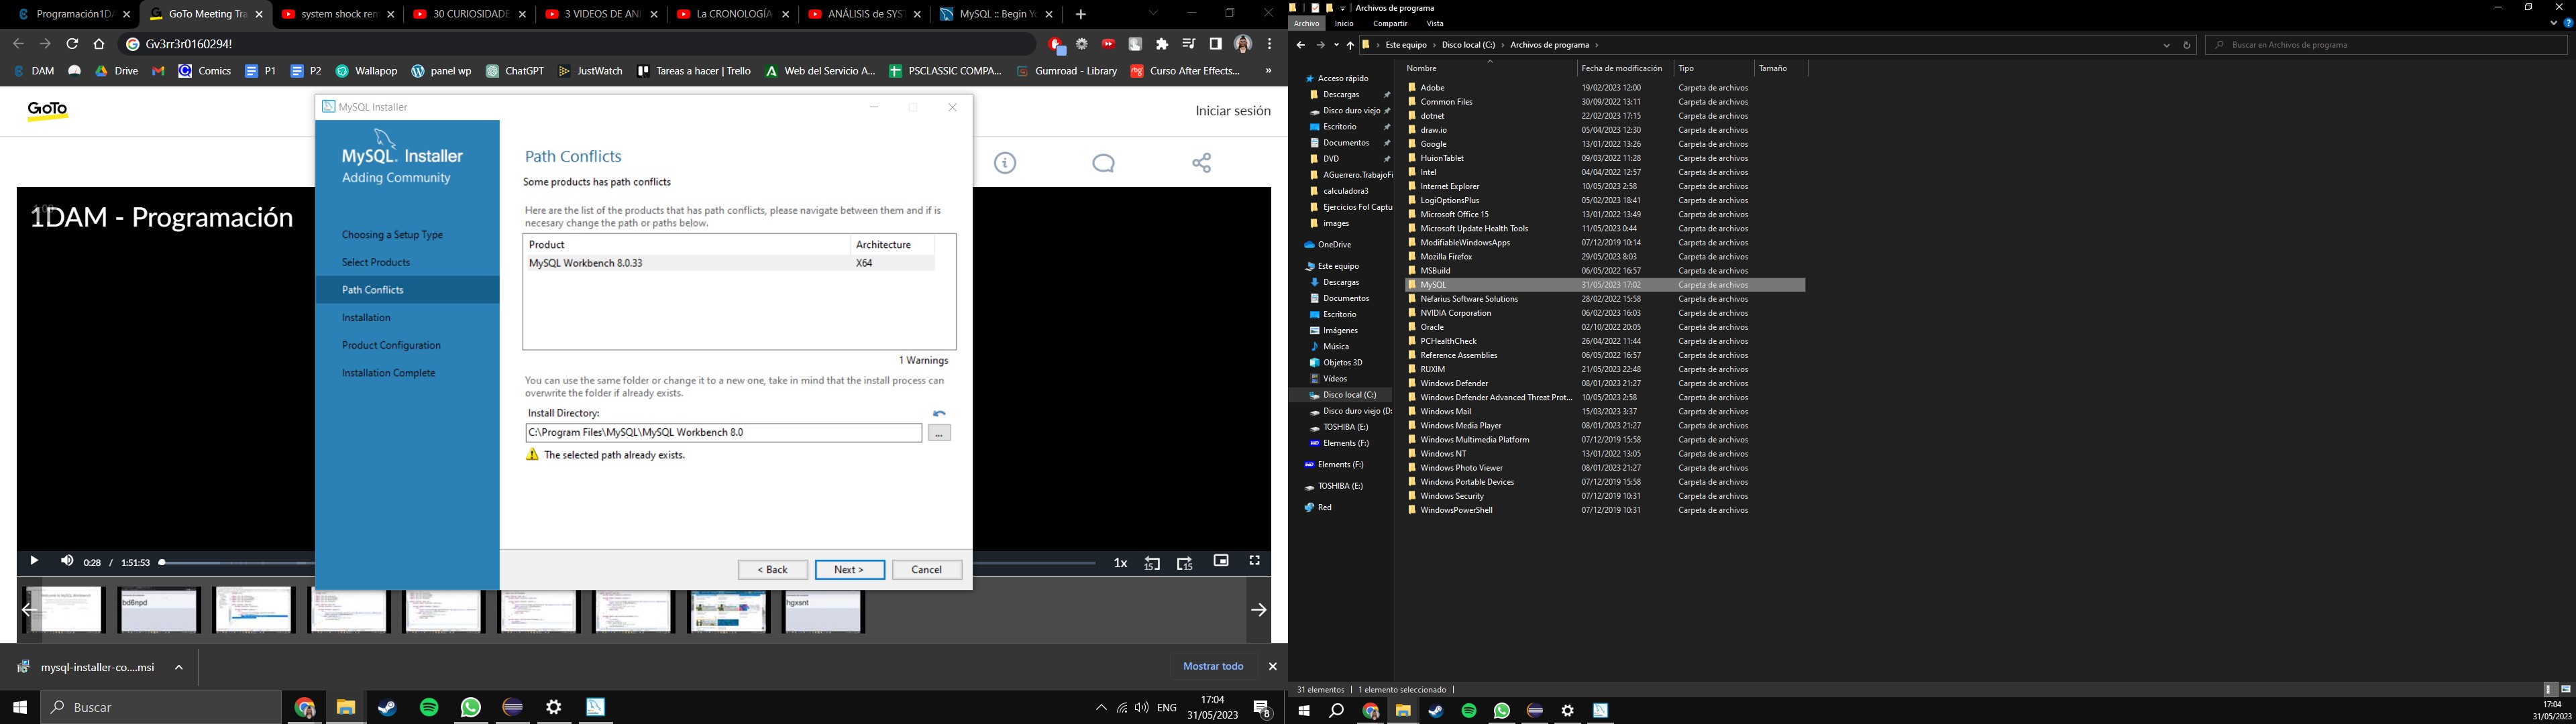 Programación1DA
GoTo Meeting Tra
system shock rem
30 CURIOSIDADE
3 VIDEOS DE ANI
La CRONOLOGÍA
ANÁLISIS de SYST
MySQL :: Begin Yo
Gv3rr3r0160294!
DAM
Drive
Comics
P1
P2
Wallapop
panel wp
ChatGPT
JustWatch
Tareas a hacer | Trello
Web del Servicio A...
PSCLASSIC COMPA...
Gumroad - Library
Curso After Effects...
»
GoTo
Iniciar sesión
1DAM - Programación
MySQL Installer
MySQL. Installer
Adding Community
Choosing a Setup Type
Select Products
Path Conflicts
Installation
Product Configuration
Installation Complete
Path Conflicts
Some products has path conflicts
Here are the list of the products that has path conflicts, please navigate between them and if is
necesary change the path or paths below.
Product Architecture
MySQL Workbench 8.0.33 X64
1 Warnings
You can use the same folder or change it to a new one, take in mind that the install process can
overwrite the folder if already exists.
Install Directory:
C:\Program Files\MySQL\MySQL Workbench 8.0
...
The selected path already exists.
< Back
Next >
Cancel
0:28 / 1:51:53
1x
15
15
bd6npd
hgxsnt
mysql-installer-co....msi
Mostrar todo
Buscar
ENG
17:04
31/05/2023
8
Archivos de programa
Archivo Inicio Compartir Vista
Este equipo › Disco local (C:) › Archivos de programa ›
Buscar en Archivos de programa
Acceso rápido
Descargas
Disco duro viejo
Escritorio
Documentos
DVD
AGuerrero.TrabajoFi
calculadora3
Ejercicios Fol Captu
images
OneDrive
Este equipo
Descargas
Documentos
Escritorio
Imágenes
Música
Objetos 3D
Vídeos
Disco local (C:)
Disco duro viejo (D:
TOSHIBA (E:)
Elements (F:)
Elements (F:)
TOSHIBA (E:)
Red
Nombre Fecha de modificación Tipo Tamaño
Adobe 19/02/2023 12:00 Carpeta de archivos
Common Files 30/09/2022 13:11 Carpeta de archivos
dotnet 22/02/2023 17:15 Carpeta de archivos
draw.io 05/04/2023 12:30 Carpeta de archivos
Google 13/01/2022 13:26 Carpeta de archivos
HuionTablet 09/03/2022 11:28 Carpeta de archivos
Intel 04/04/2022 12:57 Carpeta de archivos
Internet Explorer 10/05/2023 2:58 Carpeta de archivos
LogiOptionsPlus 05/02/2023 18:41 Carpeta de archivos
Microsoft Office 15 13/01/2022 13:49 Carpeta de archivos
Microsoft Update Health Tools 11/05/2023 0:44 Carpeta de archivos
ModifiableWindowsApps 07/12/2019 10:14 Carpeta de archivos
Mozilla Firefox 29/05/2023 8:03 Carpeta de archivos
MSBuild 06/05/2022 16:57 Carpeta de archivos
MySQL 31/05/2023 17:02 Carpeta de archivos
Nefarius Software Solutions 28/02/2022 15:58 Carpeta de archivos
NVIDIA Corporation 06/02/2023 16:03 Carpeta de archivos
Oracle 02/10/2022 20:05 Carpeta de archivos
PCHealthCheck 26/04/2022 11:44 Carpeta de archivos
Reference Assemblies 06/05/2022 16:57 Carpeta de archivos
RUXIM 21/05/2023 22:48 Carpeta de archivos
Windows Defender 08/01/2023 21:27 Carpeta de archivos
Windows Defender Advanced Threat Prot... 10/05/2023 2:58 Carpeta de archivos
Windows Mail 15/03/2023 3:37 Carpeta de archivos
Windows Media Player 08/01/2023 21:27 Carpeta de archivos
Windows Multimedia Platform 07/12/2019 15:58 Carpeta de archivos
Windows NT 13/01/2022 13:05 Carpeta de archivos
Windows Photo Viewer 08/01/2023 21:27 Carpeta de archivos
Windows Portable Devices 07/12/2019 15:58 Carpeta de archivos
Windows Security 07/12/2019 10:31 Carpeta de archivos
WindowsPowerShell 07/12/2019 10:31 Carpeta de archivos
31 elementos
1 elemento seleccionado
17:04
31/05/2023